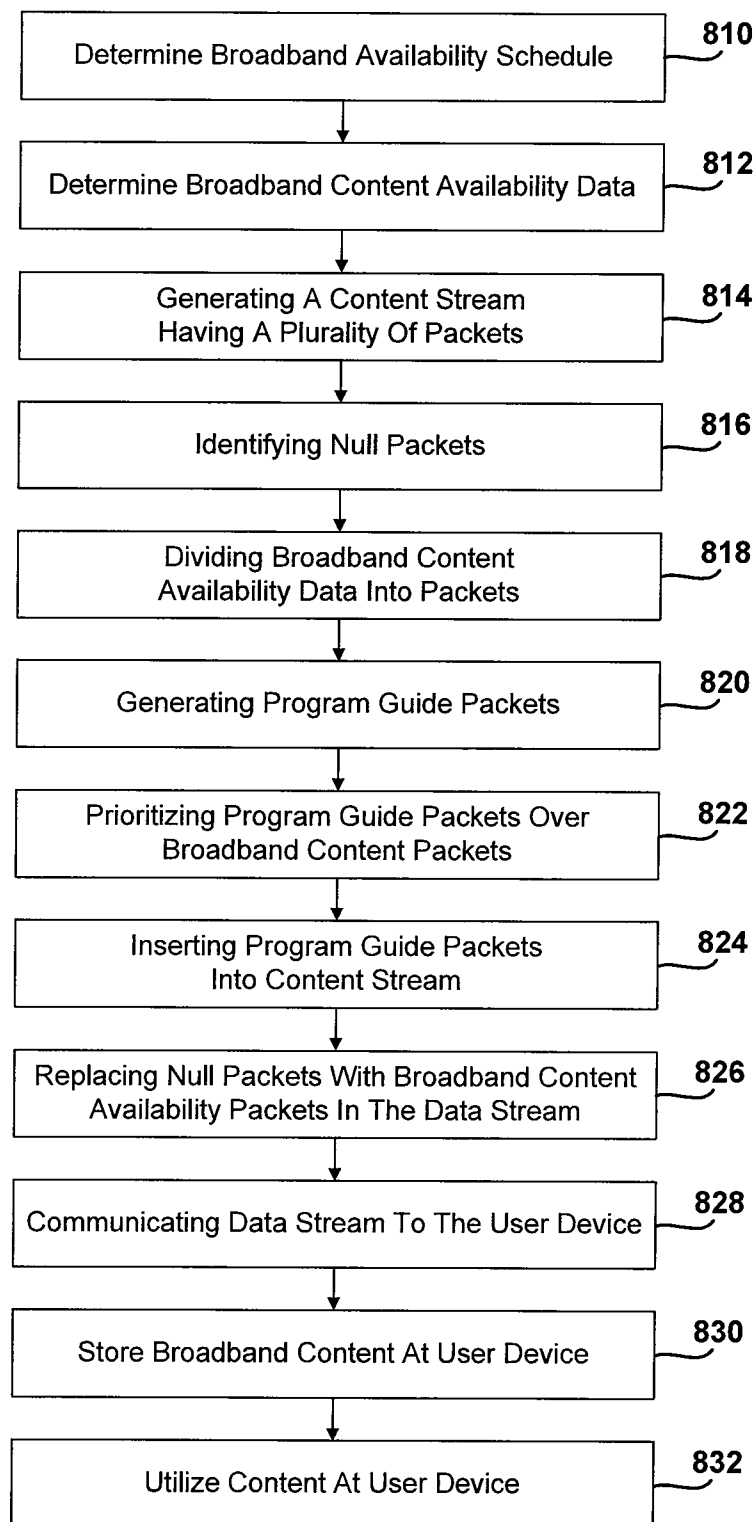 Determine Broadband Availability Schedule
810
Determine Broadband Content Availability Data
812
Generating A Content Stream
Having A Plurality Of Packets
814
Identifying Null Packets
816
Dividing Broadband Content
Availability Data Into Packets
818
Generating Program Guide Packets
820
Prioritizing Program Guide Packets Over
Broadband Content Packets
822
Inserting Program Guide Packets
Into Content Stream
824
Replacing Null Packets With Broadband Content
Availability Packets In The Data Stream
826
Communicating Data Stream To The User Device
828
Store Broadband Content At User Device
830
Utilize Content At User Device
832